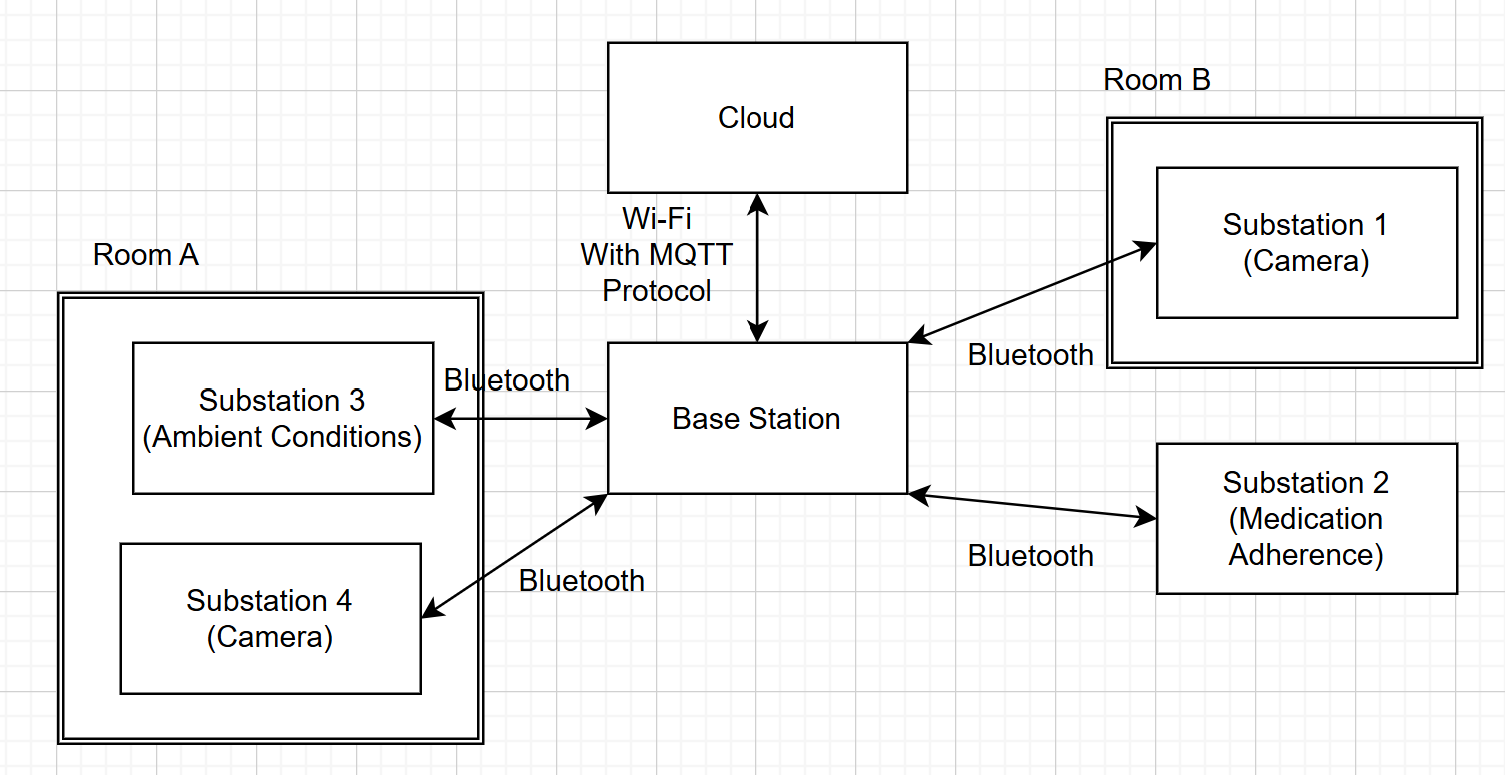 Cloud
Room B
Wi-Fi
With MQTT
Protocol
Substation 1
(Camera)
Room A
Bluetooth
Bluetooth
Substation 3
(Ambient Conditions)
Base Station
Substation 2
(Medication
Adherence)
Bluetooth
Bluetooth
Substation 4
(Camera)